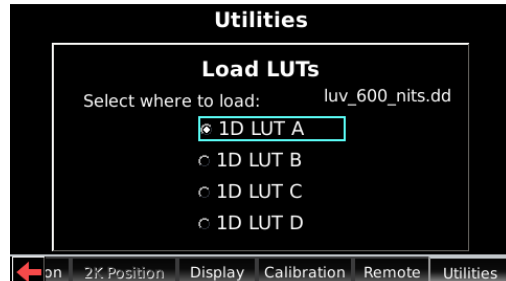 Utilities
Load LUTs
Select where to load: luv_600_nits.dd
1D LUT A
1D LUT B
1D LUT C
1D LUT D
on 2K Position Display Calibration Remote Utilities